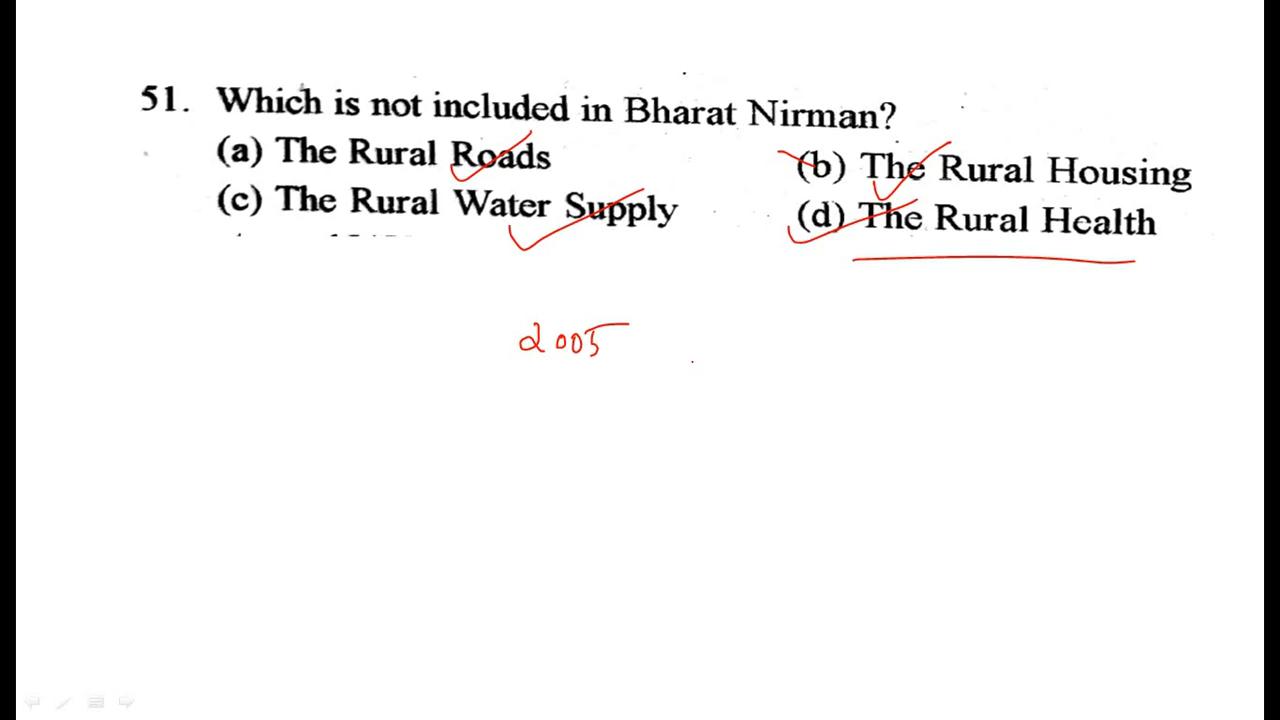 51. Which is not included in Bharat Nirman?
(a) The Rural Roads (b) The Rural Housing
(c) The Rural Water Supply (d) The Rural Health
2005